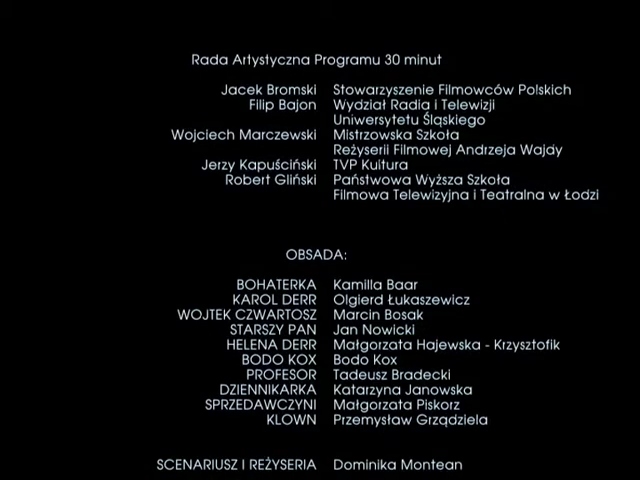 Rada Artystyczna Programu 30 minut
Jacek Bromski Stowarzyszenie Filmowców Polskich
Filip Bajon Wydział Radia i Telewizji
Uniwersytetu Śląskiego
Wojciech Marczewski Mistrzowska Szkoła
Reżyserii Filmowej Andrzeja Wajdy
Jerzy Kapuściński TVP Kultura
Robert Gliński Państwowa Wyższa Szkoła
Filmowa Telewizyjna i Teatralna w Łodzi
OBSADA:
BOHATERKA Kamilla Baar
KAROL DERR Olgierd Łukaszewicz
WOJTEK CZWARTOSZ Marcin Bosak
STARSZY PAN Jan Nowicki
HELENA DERR Małgorzata Hajewska - Krzysztofik
BODO KOX Bodo Kox
PROFESOR Tadeusz Bradecki
DZIENNIKARKA Katarzyna Janowska
SPRZEDAWCZYNI Małgorzata Piskorz
KLOWN Przemysław Grządziela
SCENARIUSZ I REŻYSERIA Dominika Montean